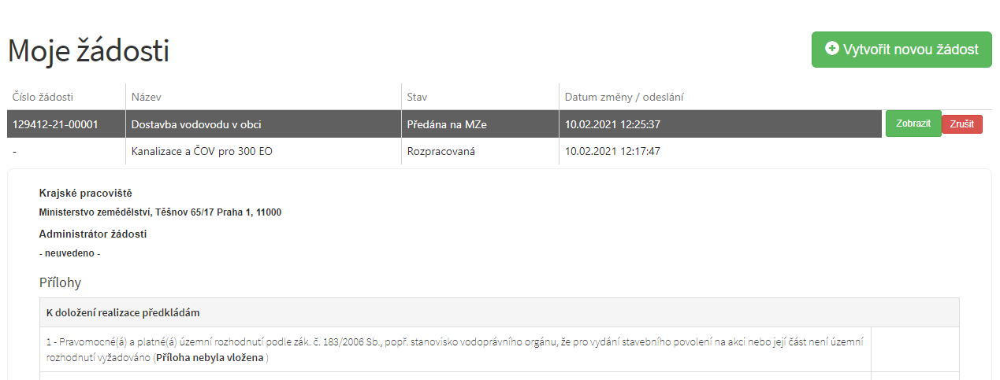 Moje žádosti
Vytvořit novou žádost
Číslo žádosti Název Stav Datum změny / odeslání
129412-21-00001 Dostavba vodovodu v obci Předána na MZe 10.02.2021 12:25:37 Zobrazit Zrušit
- Kanalizace a ČOV pro 300 EO Rozpracovaná 10.02.2021 12:17:47
Krajské pracoviště
Ministerstvo zemědělství, Těšnov 65/17 Praha 1, 11000
Administrátor žádosti
- neuvedeno -
Přílohy
K doložení realizace předkládám
1 - Pravomocné(á) a platné(á) územní rozhodnutí podle zák. č. 183/2006 Sb., popř. stanovisko vodoprávního orgánu, že pro vydání stavebního povolení na akci nebo její část není územní
rozhodnutí vyžadováno (Příloha nebyla vložena )